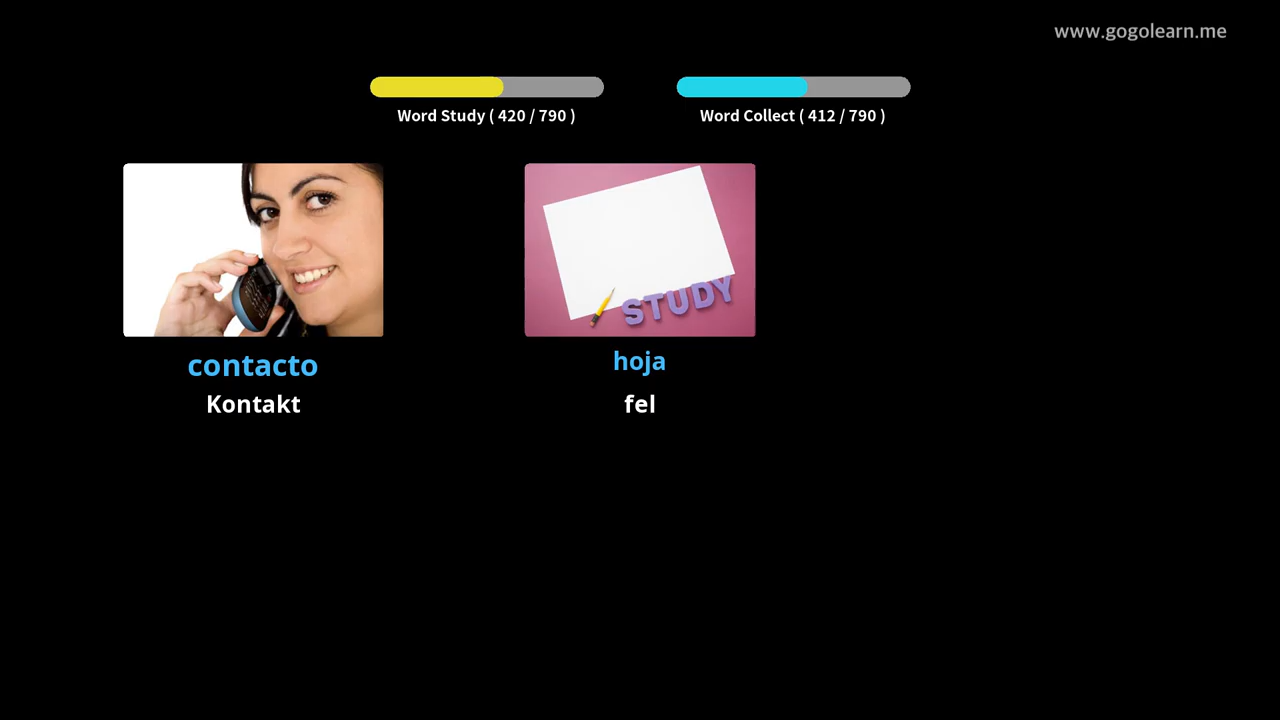 www.gogolearn.me
Word Study ( 420 / 790 )
Word Collect ( 412 / 790 )
STUDY
contacto
hoja
Kontakt
fel